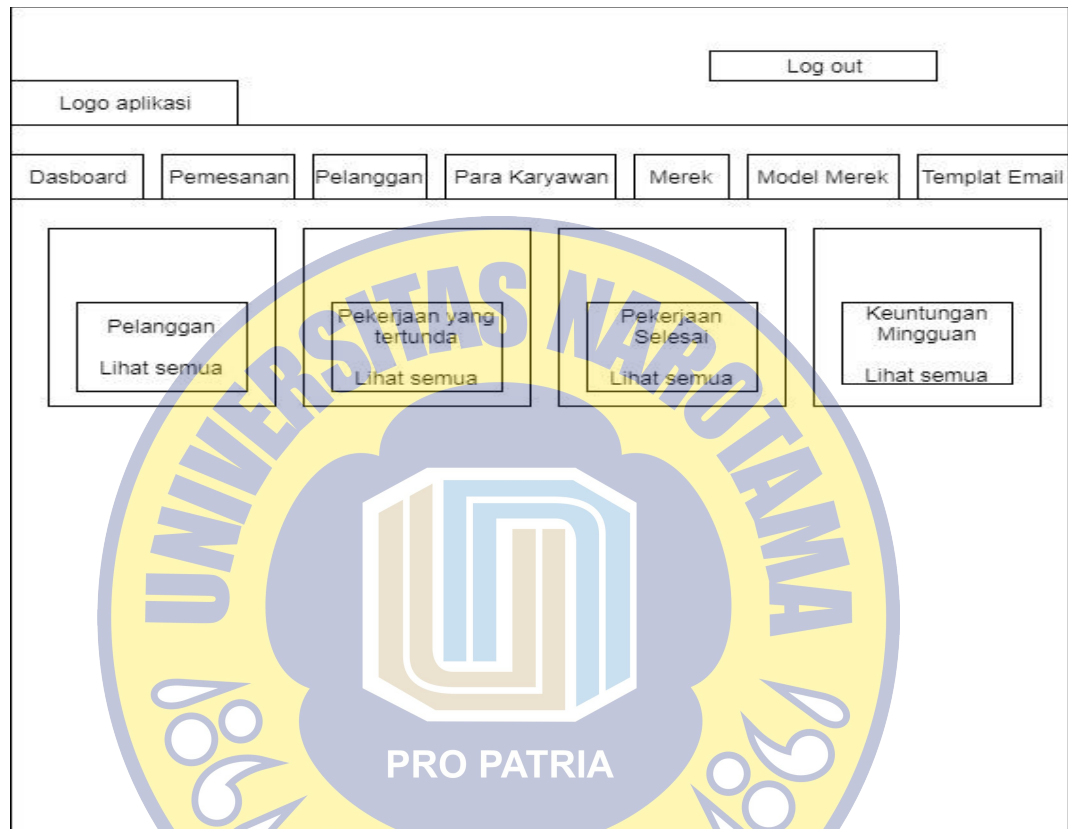 Log out
Logo aplikasi
Dasboard
Pemesanan
Pelanggan
Para Karyawan
Merek
Model Merek
Templat Email
Pelanggan
Lihat semua
Pekerjaan yang
tertunda
Lihat semua
Pekerjaan
Selesai
Lihat semua
Keuntungan
Mingguan
Lihat semua
UNIVERSITAS NAROTAMA
PRO PATRIA